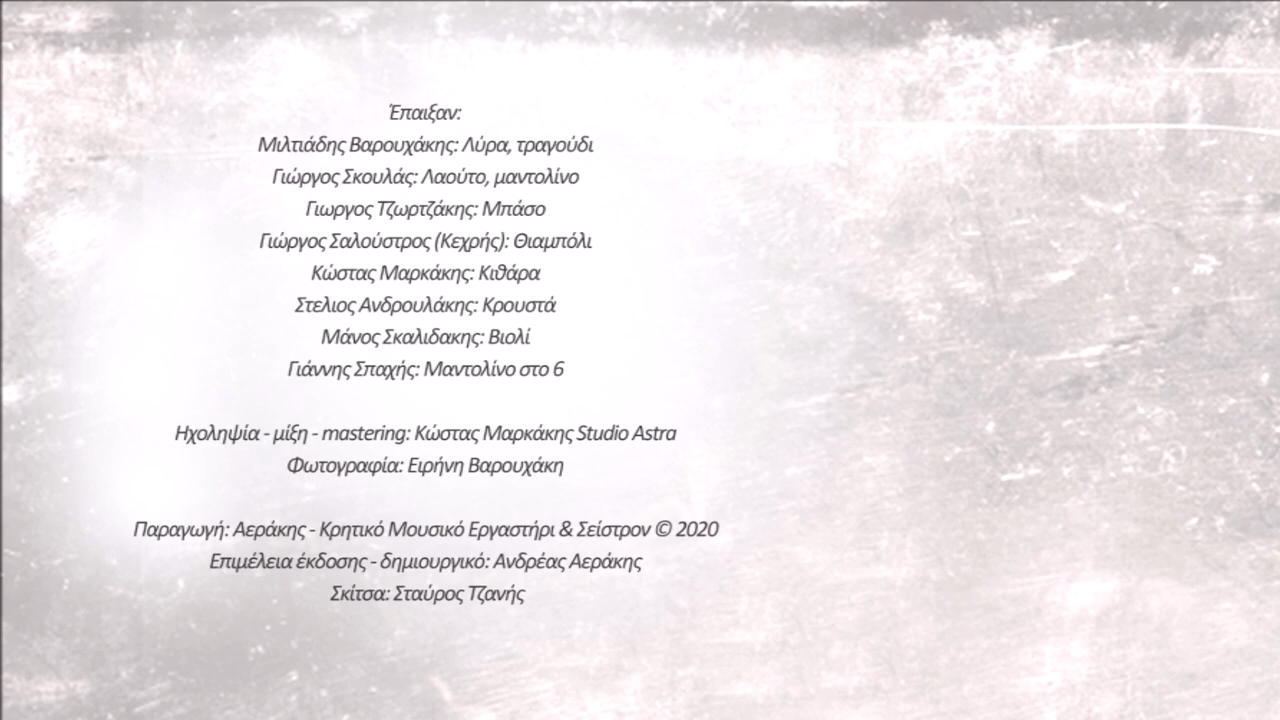 Έπαιξαν:
Μιλτιάδης Βαρουχάκης: Λύρα, τραγούδι
Γιώργος Σκουλάς: Λαούτο, μαντολίνο
Γιωργος Τζωρτζάκης: Μπάσο
Γιώργος Σαλούστρος (Κεχρής): Θιαμπόλι
Κώστας Μαρκάκης: Κιθάρα
Στελιος Ανδρουλάκης: Κρουστά
Μάνος Σκαλιδακης: Βιολί
Γιάννης Σπαχής: Μαντολίνο στο 6
Ηχοληψία - μίξη - mastering: Κώστας Μαρκάκης Studio Astra
Φωτογραφία: Ειρήνη Βαρουχάκη
Παραγωγή: Αεράκης - Κρητικό Μουσικό Εργαστήρι & Σείστρον © 2020
Επιμέλεια έκδοσης - δημιουργικό: Ανδρέας Αεράκης
Σκίτσα: Σταύρος Τζανής